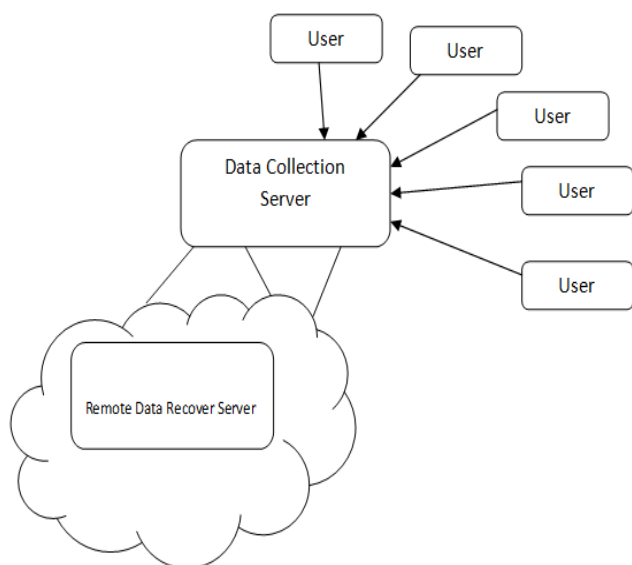 User
User
User
User
User
Data Collection
Server
Remote Data Recover Server